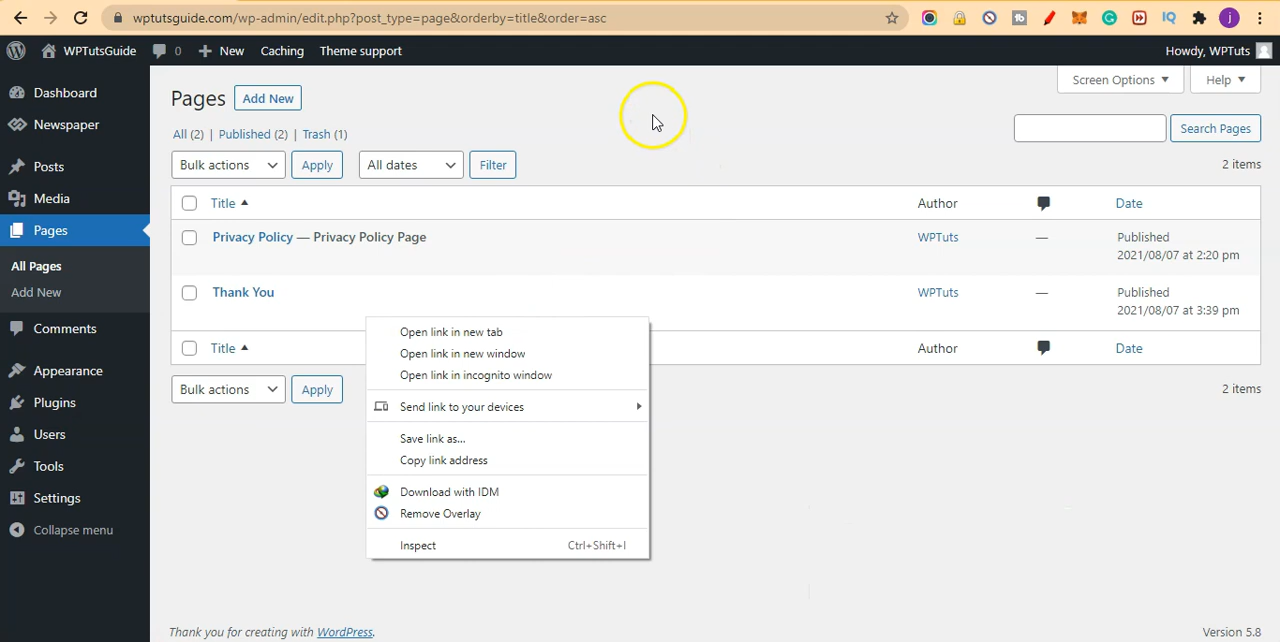 wptutsguide.com/wp-admin/edit.php?post_type=page&orderby=title&order=asc
WPTutsGuide 0 New Caching Theme support Howdy, WPTuts
Screen Options Help
Dashboard
Newspaper
Posts
Media
Pages
All Pages
Add New
Comments
Appearance
Plugins
Users
Tools
Settings
Collapse menu
Pages Add New
All (2) | Published (2) | Trash (1)
Search Pages
Bulk actions Apply All dates Filter
2 items
Title Author Date
Privacy Policy — Privacy Policy Page WPTuts — Published
2021/08/07 at 2:20 pm
Thank You WPTuts — Published
2021/08/07 at 3:39 pm
Title Author Date
Bulk actions Apply
2 items
Open link in new tab
Open link in new window
Open link in incognito window
Send link to your devices
Save link as...
Copy link address
Download with IDM
Remove Overlay
Inspect Ctrl+Shift+I
Thank you for creating with WordPress.
Version 5.8